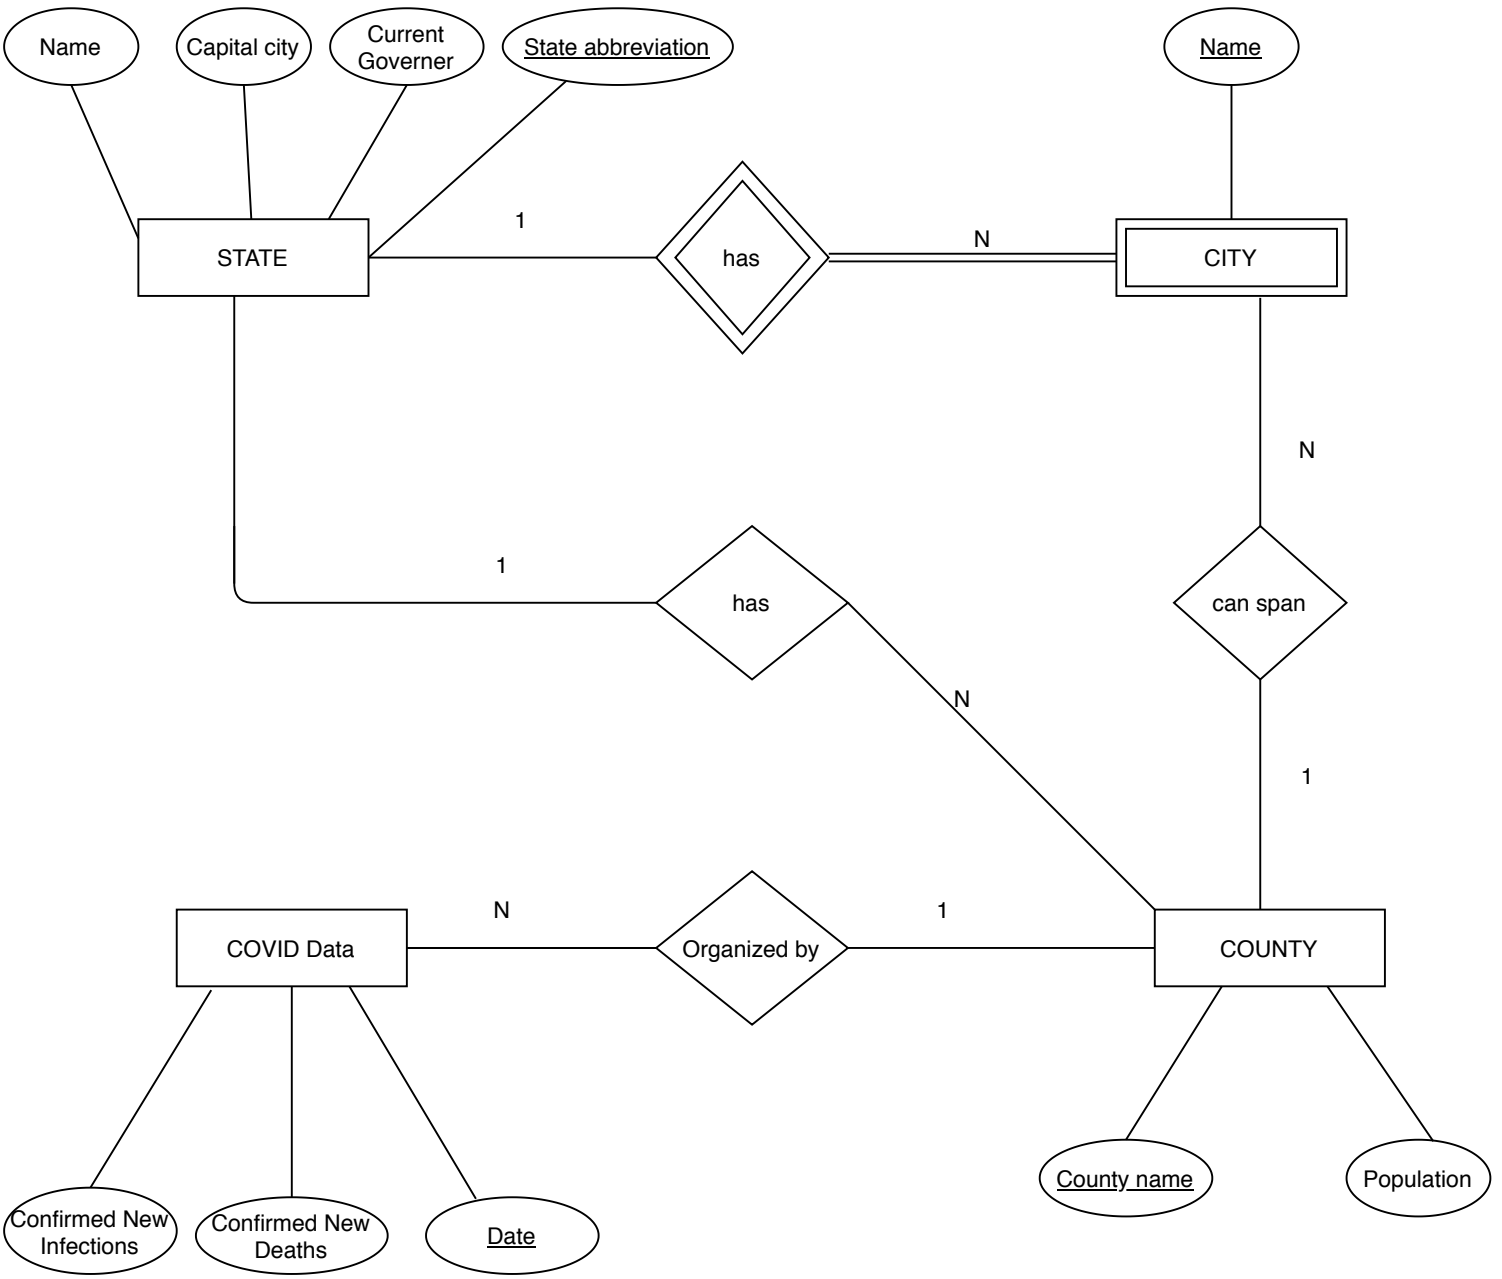 Name
Capital city
Current
Governer
State abbreviation
Name
STATE
1
has
N
CITY
N
1
has
can span
N
1
N
1
COVID Data
Organized by
COUNTY
County name
Population
Confirmed New
Infections
Confirmed New
Deaths
Date